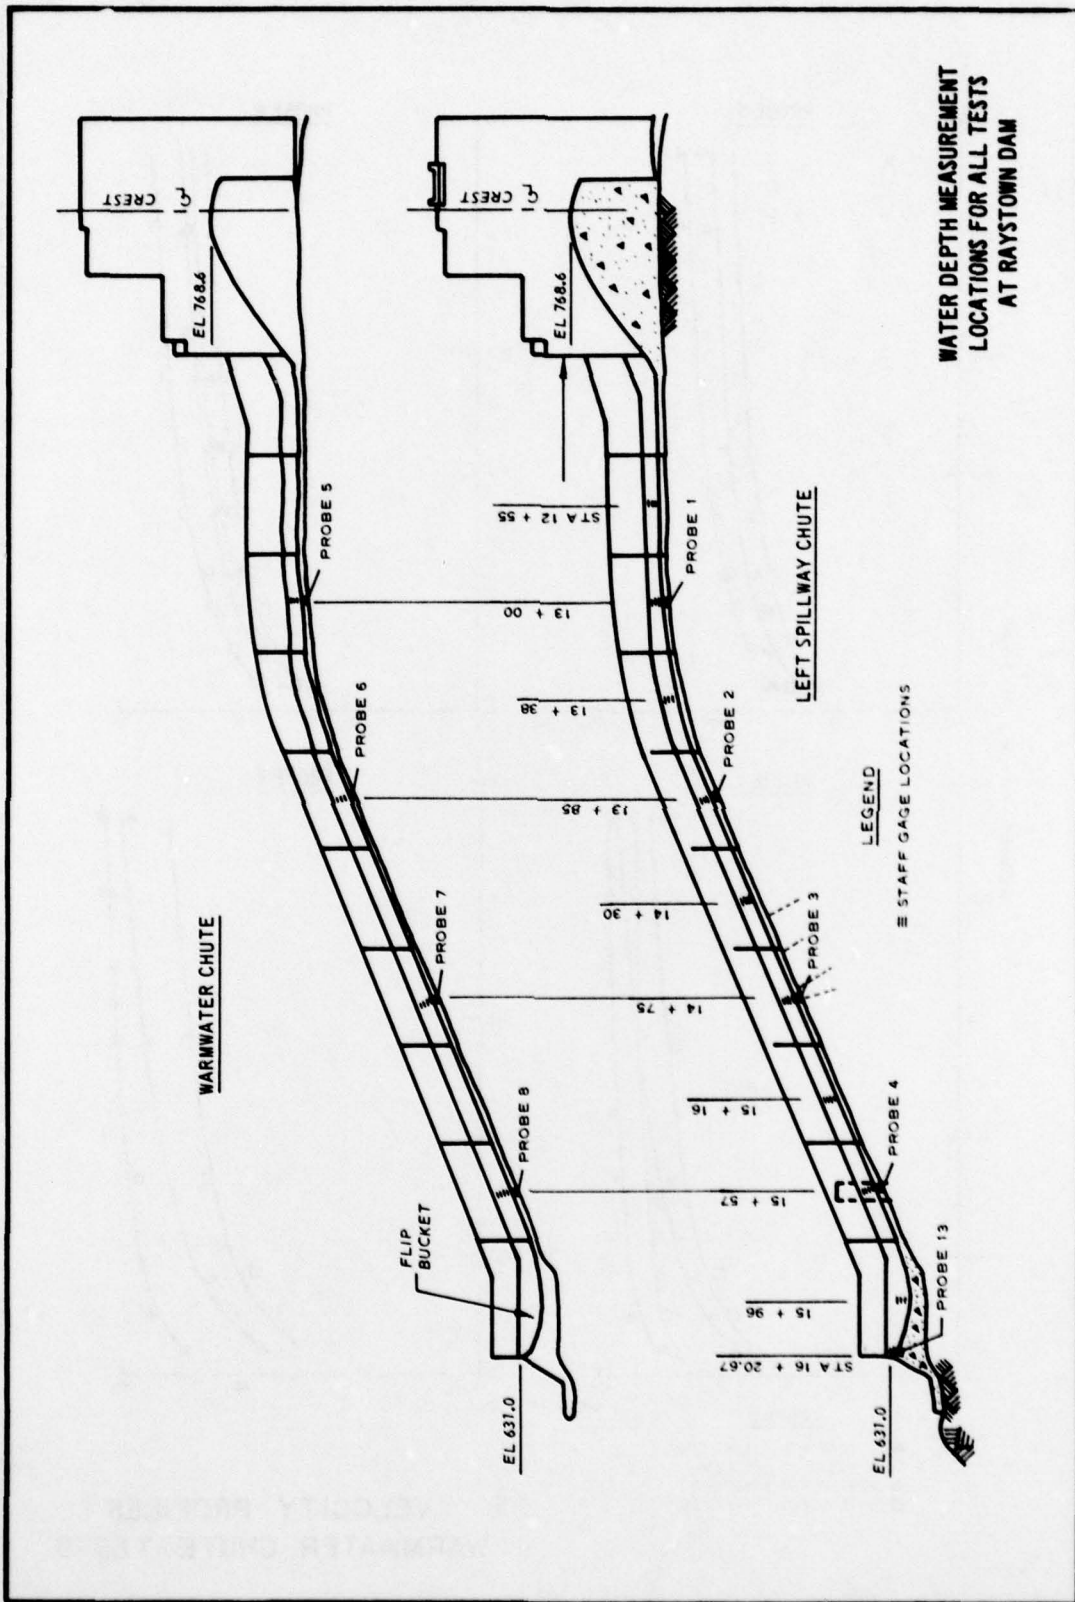 WARMWATER CHUTE
℄ CREST
EL 768.6
PROBE 5
PROBE 6
PROBE 7
PROBE 8
FLIP
BUCKET
EL 631.0
℄ CREST
EL 768.6
STA 12 + 55
13 + 00
13 + 38
13 + 85
14 + 30
14 + 75
15 + 16
15 + 57
15 + 96
STA 16 + 20.67
PROBE 1
PROBE 2
PROBE 3
PROBE 4
PROBE 13
EL 631.0
LEFT SPILLWAY CHUTE
LEGEND
≡ STAFF GAGE LOCATIONS
WATER DEPTH MEASUREMENT
LOCATIONS FOR ALL TESTS
AT RAYSTOWN DAM